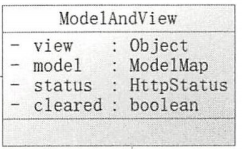 ModelAndView
- view : Object
- model : ModelMap
- status : HttpStatus
- cleared : boolean